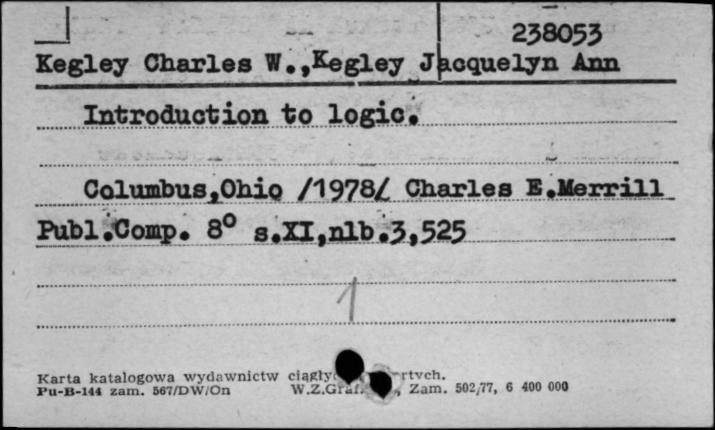 238053
Kegley Charles W.,Kegley Jacquelyn Ann
Introduction to logic.
Columbus,Ohio /1978/ Charles E.Merrill
Publ.Comp. 8° s.XI,nlb.3,525
1
Karta katalogowa wydawnictw rtych.
Pu-B-144 zam. 567/DW/On W.Z.Graf. Zam. 502/77, 6 400 000